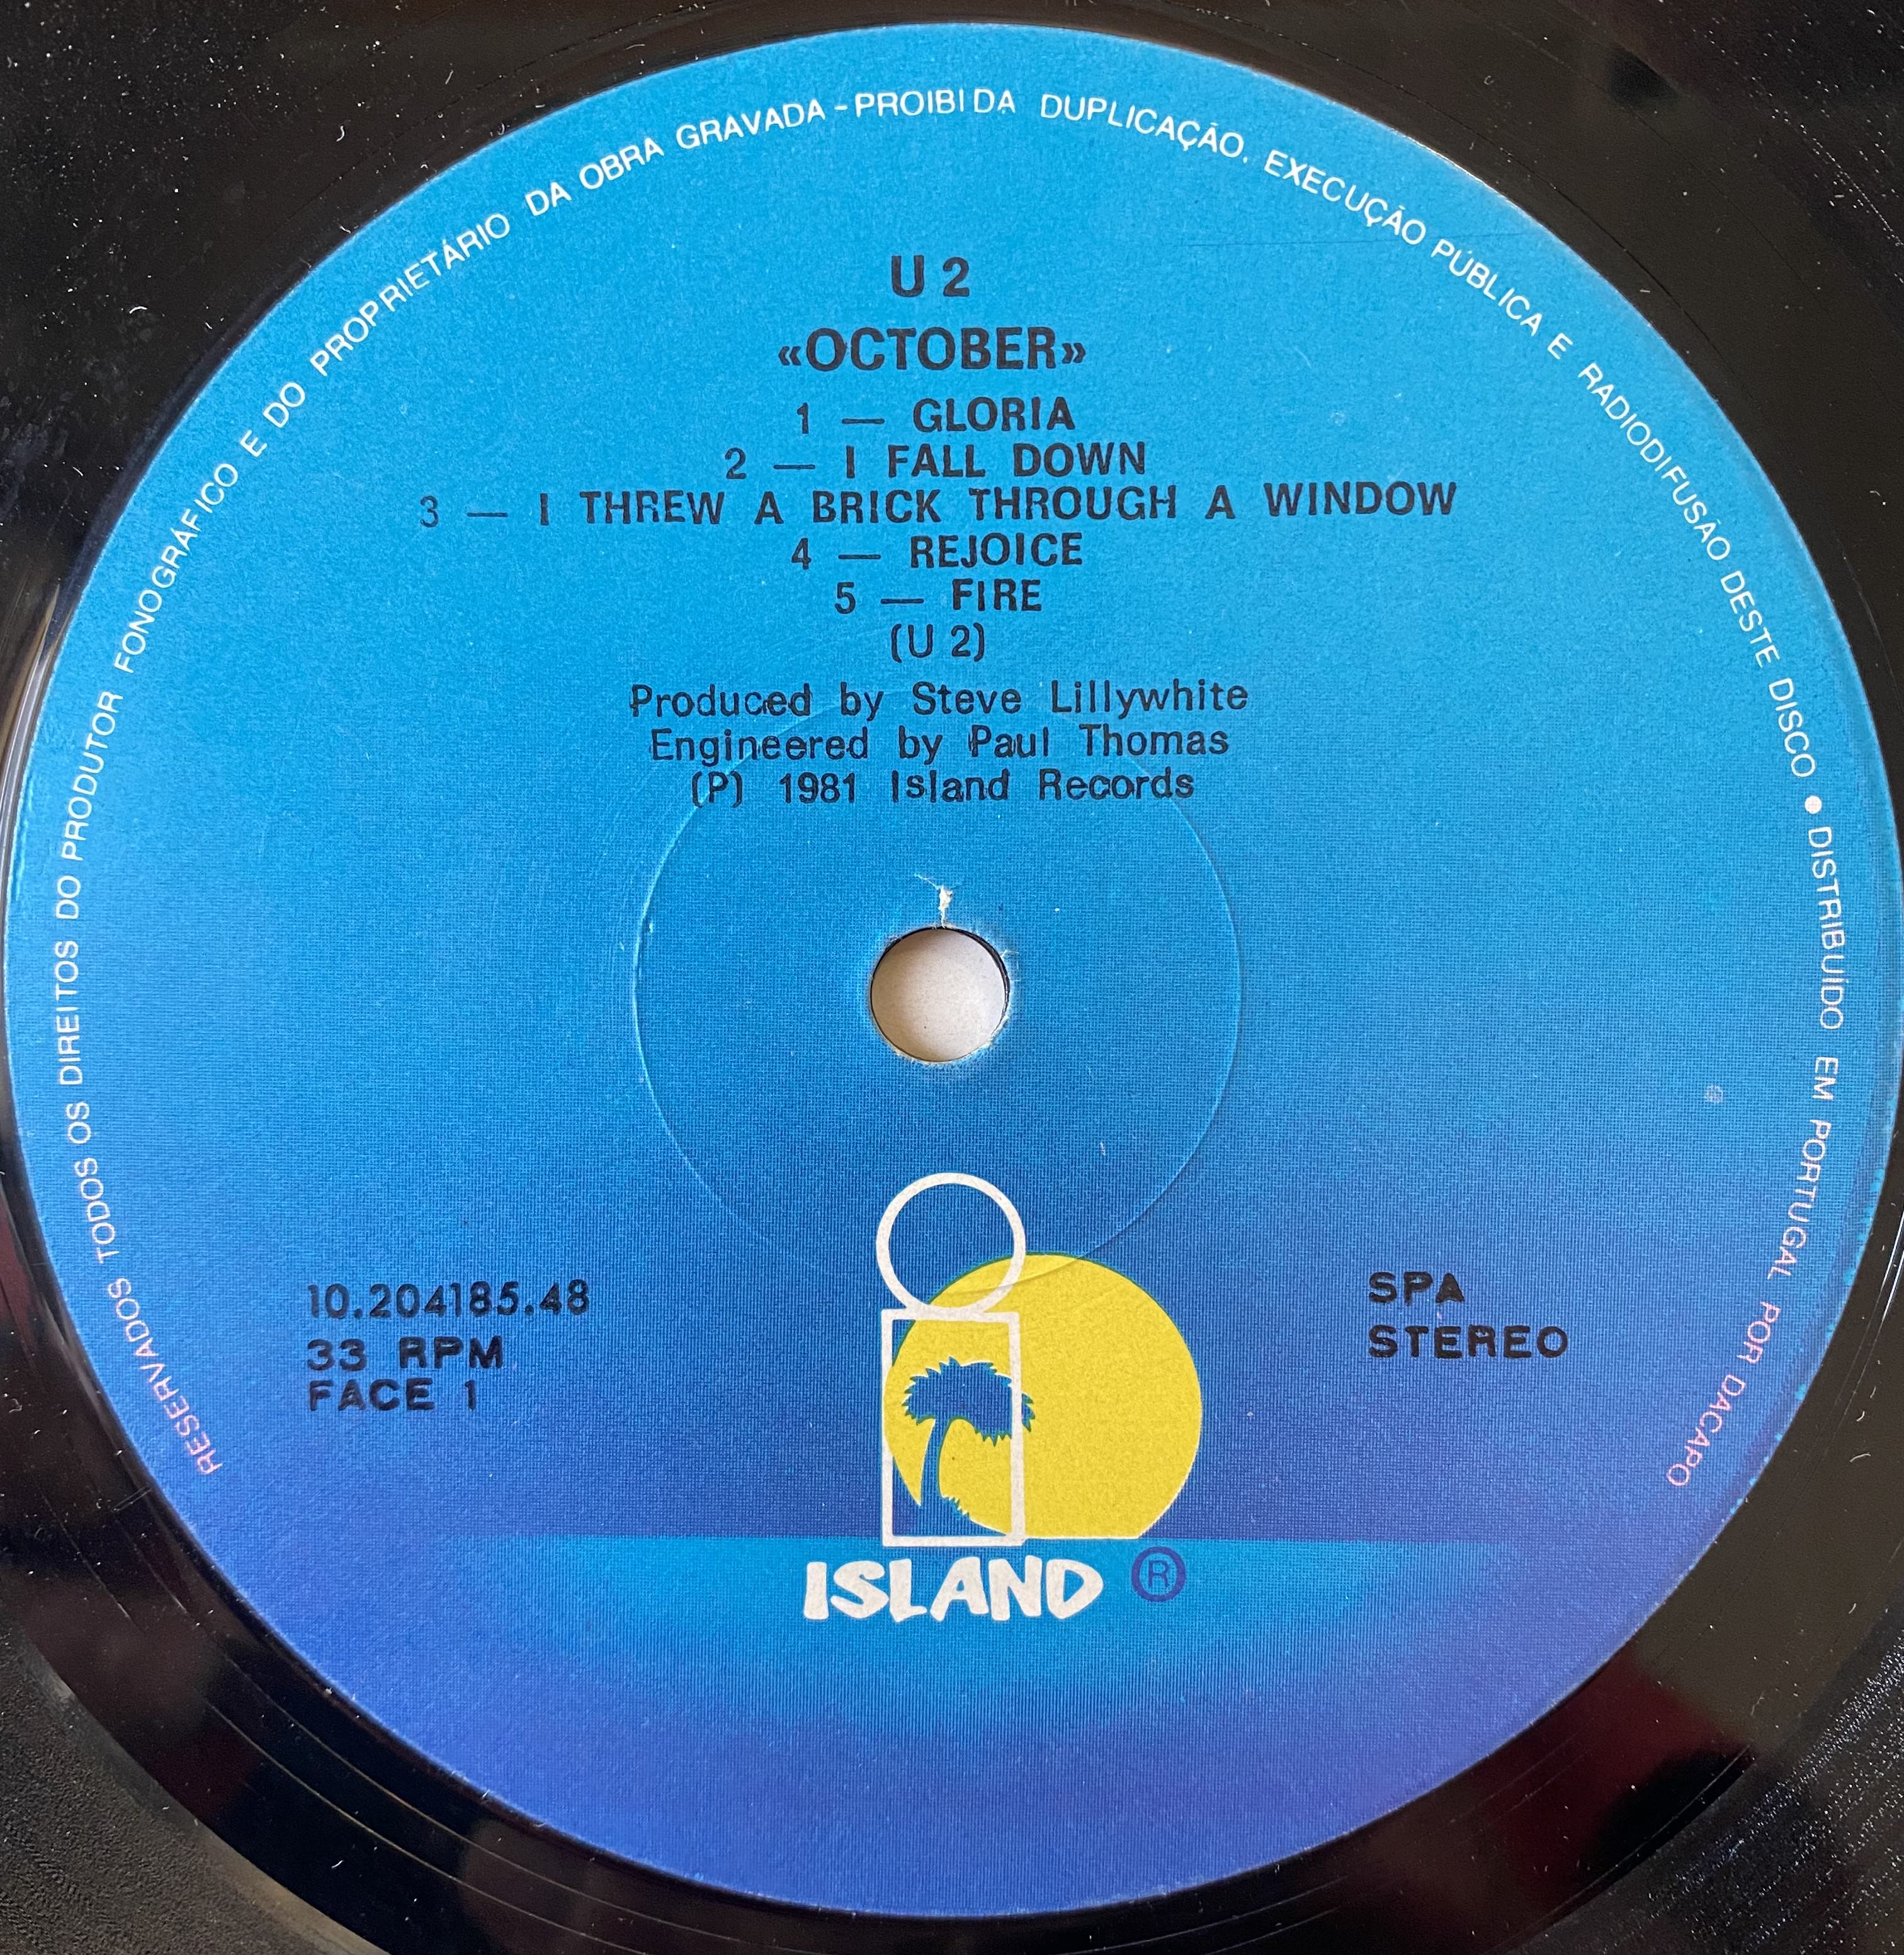 RESERVADOS TODOS OS DIREITOS DO PRODUTOR FONOGRÁFICO E DO PROPRIETÁRIO DA OBRA GRAVADA - PROIBIDA DUPLICAÇÃO. EXECUÇÃO PÚBLICA E RADIODIFUSÃO DESTE DISCO ● DISTRIBUÍDO EM PORTUGAL POR DACAPO
U 2
«OCTOBER»
1 — GLORIA
2 — I FALL DOWN
3 — I THREW A BRICK THROUGH A WINDOW
4 — REJOICE
5 — FIRE
(U 2)
Produced by Steve Lillywhite
Engineered by Paul Thomas
(P) 1981 Island Records
10.204185.48
33 RPM
FACE 1
SPA
STEREO
ISLAND ®